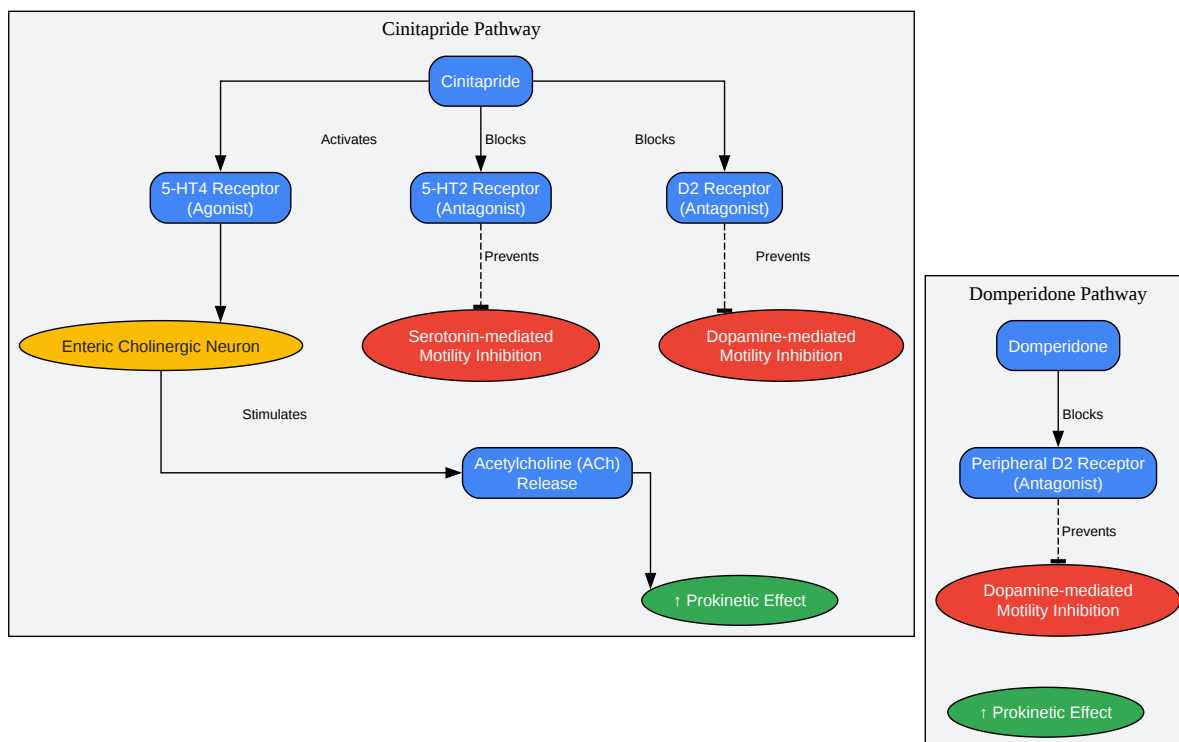 Cinitapride Pathway
Cinitapride
Activates
Blocks
Blocks
5-HT4 Receptor
(Agonist)
5-HT2 Receptor
(Antagonist)
D2 Receptor
(Antagonist)
Prevents
Prevents
Enteric Cholinergic Neuron
Serotonin-mediated
Motility Inhibition
Dopamine-mediated
Motility Inhibition
Stimulates
Acetylcholine (ACh)
Release
↑ Prokinetic Effect
Domperidone Pathway
Domperidone
Blocks
Peripheral D2 Receptor
(Antagonist)
Prevents
Dopamine-mediated
Motility Inhibition
↑ Prokinetic Effect